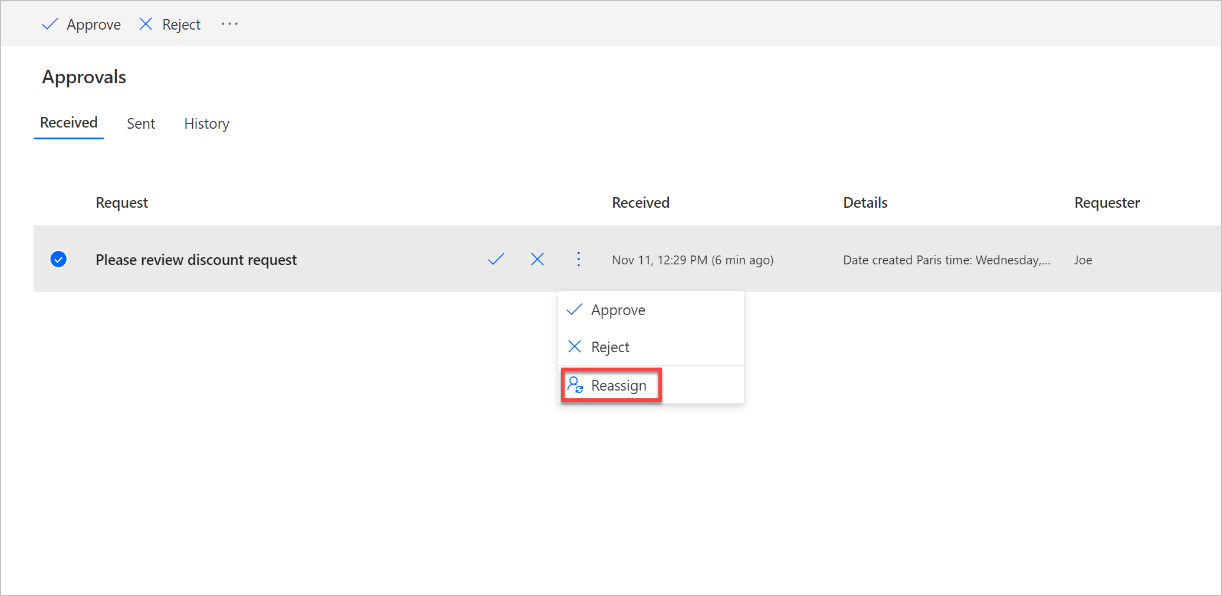 Approve Reject ···
Approvals
Received Sent History
Request Received Details Requester
Please review discount request Nov 11, 12:29 PM (6 min ago) Date created Paris time: Wednesday,... Joe
Approve
Reject
Reassign